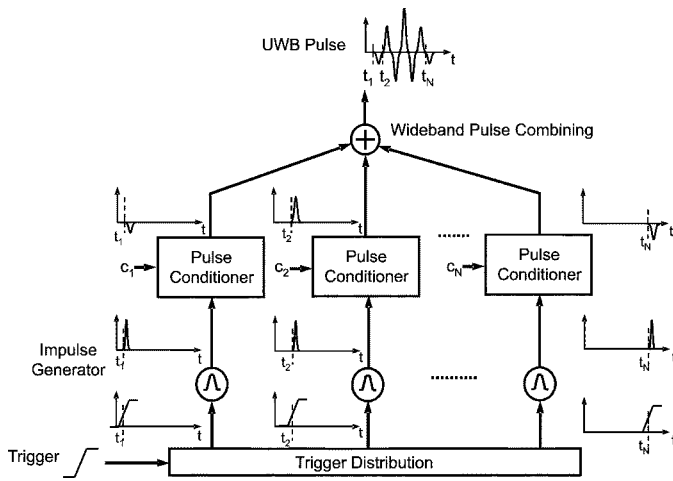 UWB Pulse
t
t1 t2 tN
Wideband Pulse Combining
t1 t
t2 t
tN t
c1 Pulse Conditioner
c2 Pulse Conditioner
cN Pulse Conditioner
Impulse Generator
t1 t
t2 t
tN t
t1 t
t2 t
tN t
Trigger
Trigger Distribution